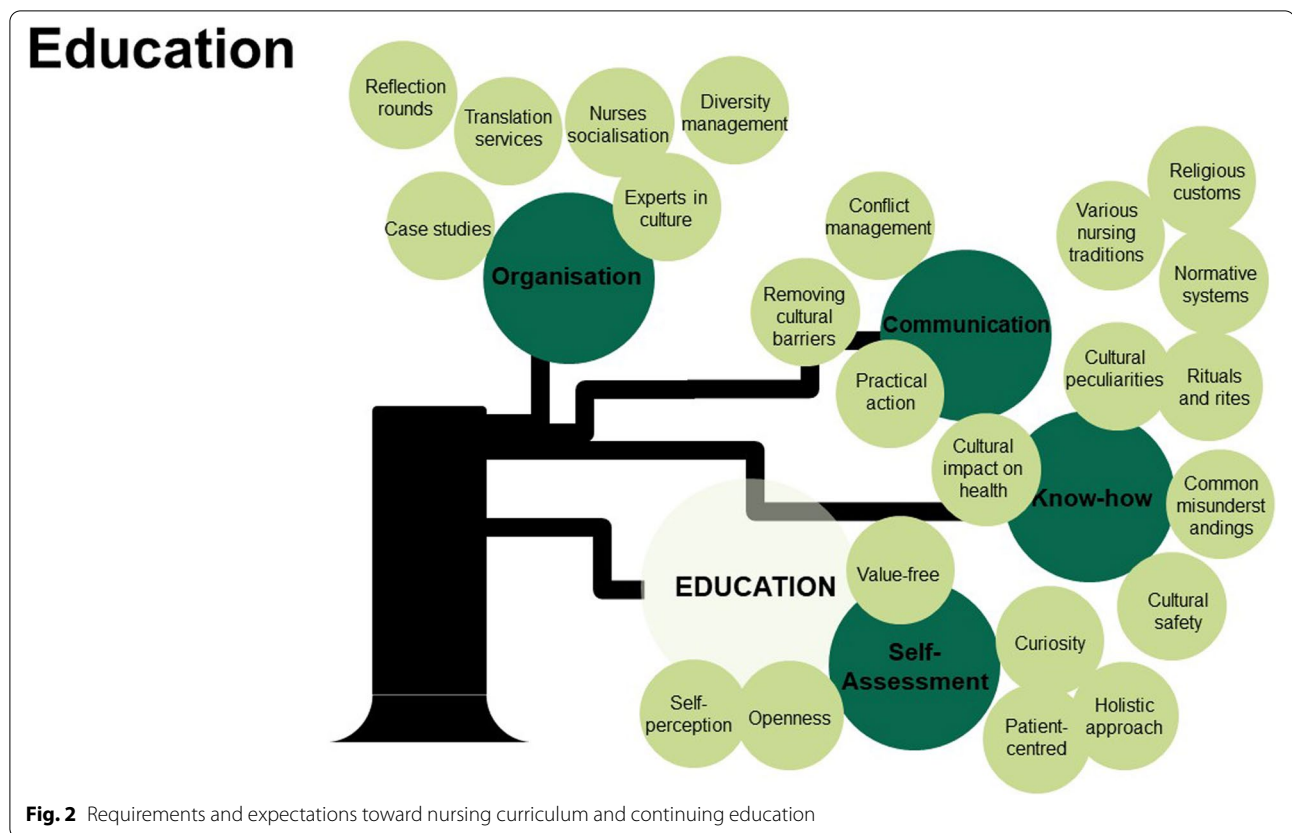 Education
Reflection
rounds
Translation
services
Nurses
socialisation
Diversity
management
Case studies
Experts in
culture
Organisation
Conflict
management
Removing
cultural
barriers
Communication
Practical
action
Religious
customs
Various
nursing
traditions
Normative
systems
Cultural
peculiarities
Rituals
and rites
Cultural
impact on
health
Know-how
Common
misunderst
andings
Cultural
safety
EDUCATION
Value-free
Self-
Assessment
Curiosity
Self-
perception
Openness
Patient-
centred
Holistic
approach
Fig. 2 Requirements and expectations toward nursing curriculum and continuing education